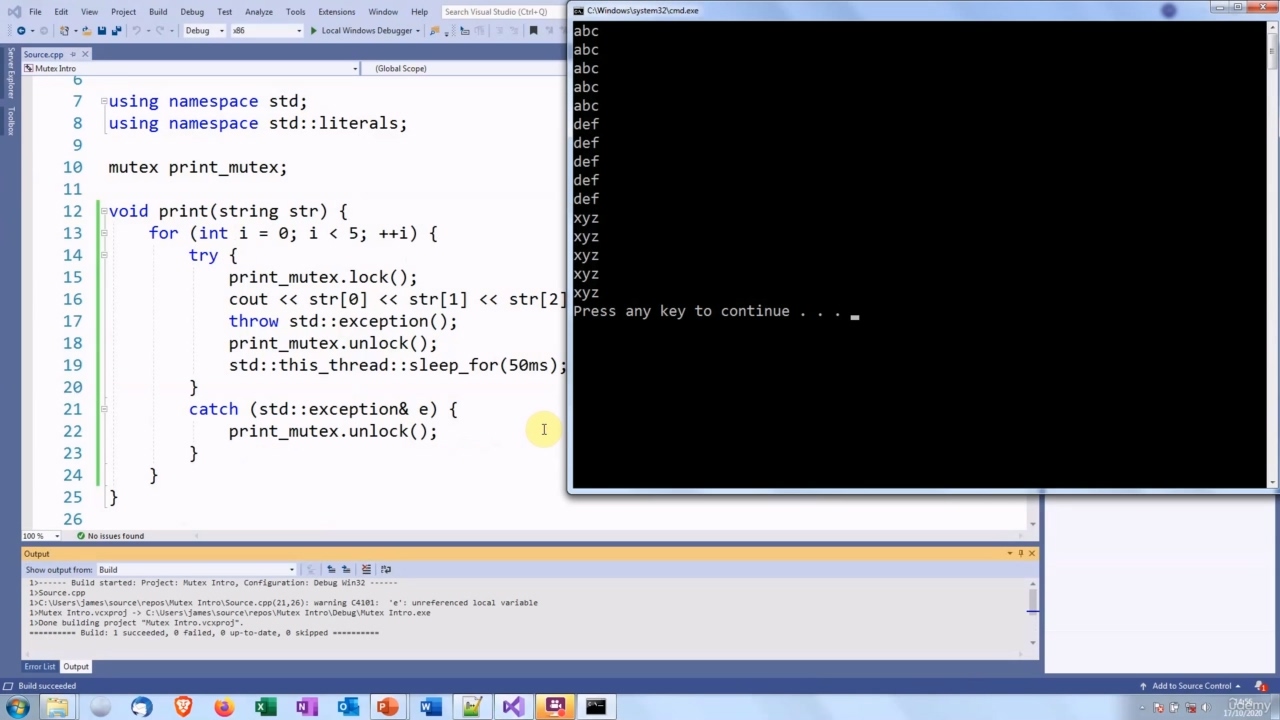 File Edit View Project Build Debug Test Analyze Tools Extensions Window Help Search Visual Studio (Ctrl+Q)
C:\Windows\system32\cmd.exe
Debug x86 Local Windows Debugger
Source.cpp
Mutex Intro (Global Scope)
Server Explorer
Toolbox
6
7 using namespace std;
8 using namespace std::literals;
9
10 mutex print_mutex;
11
12 void print(string str) {
13 for (int i = 0; i < 5; ++i) {
14 try {
15 print_mutex.lock();
16 cout << str[0] << str[1] << str[2]
17 throw std::exception();
18 print_mutex.unlock();
19 std::this_thread::sleep_for(50ms);
20 }
21 catch (std::exception& e) {
22 print_mutex.unlock();
23 }
24 }
25 }
26
abc
abc
abc
abc
abc
def
def
def
def
def
xyz
xyz
xyz
xyz
xyz
Press any key to continue . . .
100 % No issues found
Output
Show output from: Build
1>------ Build started: Project: Mutex Intro, Configuration: Debug Win32 ------
1>Source.cpp
1>C:\Users\james\source\repos\Mutex Intro\Source.cpp(21,26): warning C4101: 'e': unreferenced local variable
1>Mutex Intro.vcxproj -> C:\Users\james\source\repos\Mutex Intro\Debug\Mutex Intro.exe
1>Done building project "Mutex Intro.vcxproj".
========== Build: 1 succeeded, 0 failed, 0 up-to-date, 0 skipped ==========
Error List Output
Build succeeded Add to Source Control
udemy
17/10/2020